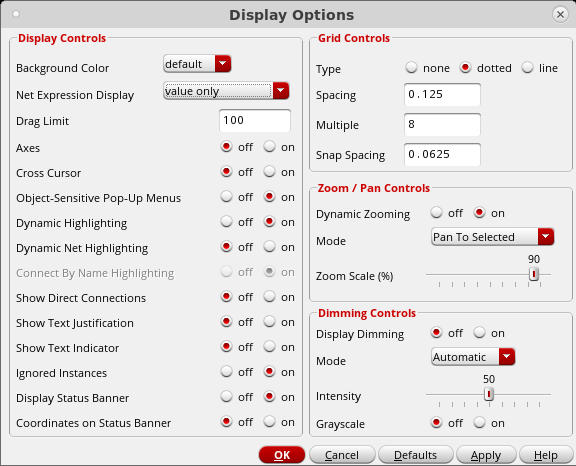 Display Options
Display Controls
Background Color default
Net Expression Display value only
Drag Limit 100
Axes off on
Cross Cursor off on
Object-Sensitive Pop-Up Menus off on
Dynamic Highlighting off on
Dynamic Net Highlighting off on
Connect By Name Highlighting off on
Show Direct Connections off on
Show Text Justification off on
Show Text Indicator off on
Ignored Instances off on
Display Status Banner off on
Coordinates on Status Banner off on
Grid Controls
Type none dotted line
Spacing 0.125
Multiple 8
Snap Spacing 0.0625
Zoom / Pan Controls
Dynamic Zooming off on
Mode Pan To Selected
90
Zoom Scale (%)
Dimming Controls
Display Dimming off on
Mode Automatic
50
Intensity
Grayscale off on
OK Cancel Defaults Apply Help